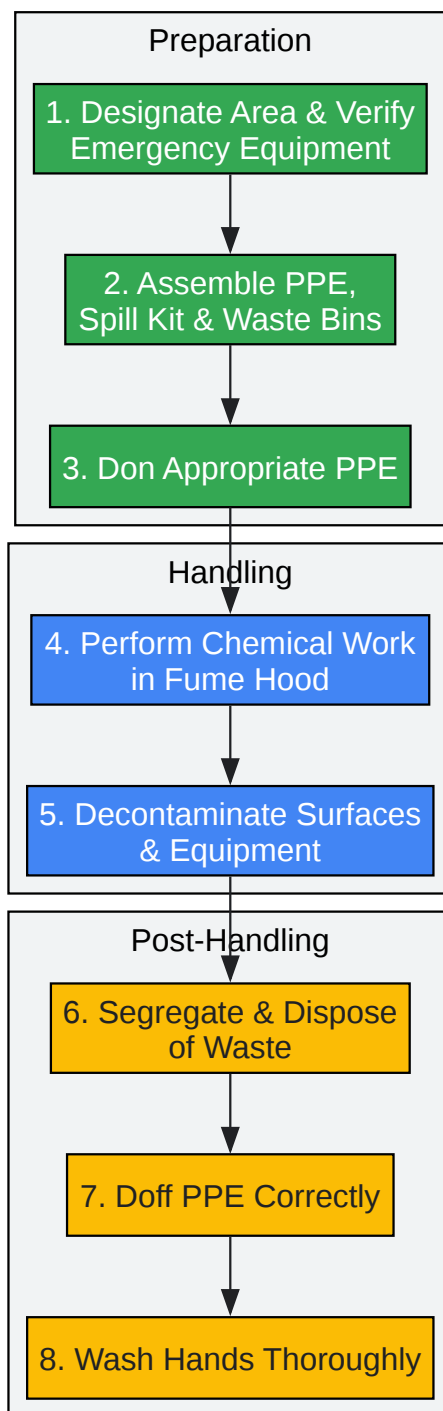 Preparation
1. Designate Area & Verify
Emergency Equipment
2. Assemble PPE,
Spill Kit & Waste Bins
3. Don Appropriate PPE
Handling
4. Perform Chemical Work
in Fume Hood
5. Decontaminate Surfaces
& Equipment
Post-Handling
6. Segregate & Dispose
of Waste
7. Doff PPE Correctly
8. Wash Hands Thoroughly